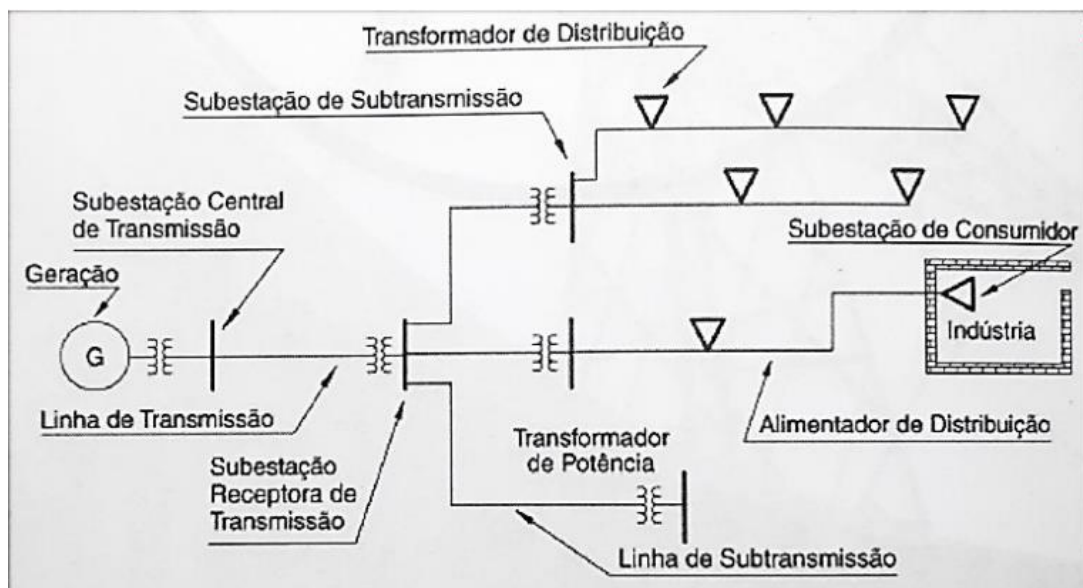 Transformador de Distribuição
Subestação de Subtransmissão
Subestação Central
de Transmissão
Subestação de Consumidor
Geração
G
Indústria
Linha de Transmissão
Alimentador de Distribuição
Transformador
de Potência
Subestação
Receptora de
Transmissão
Linha de Subtransmissão